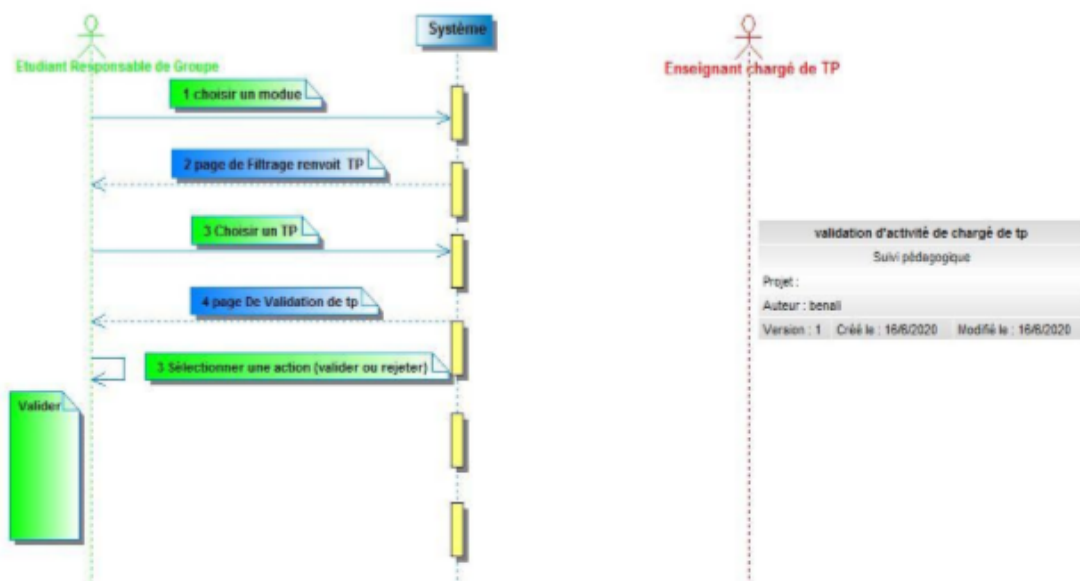 Système
Etudiant Responsable de Groupe
Enseignant chargé de TP
1 choisir un modue
2 page de Filtrage renvoit TP
3 Choisir un TP
validation d'activité de chargé de tp
Suivi pédagogique
Projet :
4 page De Validation de tp
Auteur : benali
Version : 1 Créé le : 16/6/2020 Modifié le : 16/6/2020
3 Sélectionner une action (valider ou rejeter)
Valider